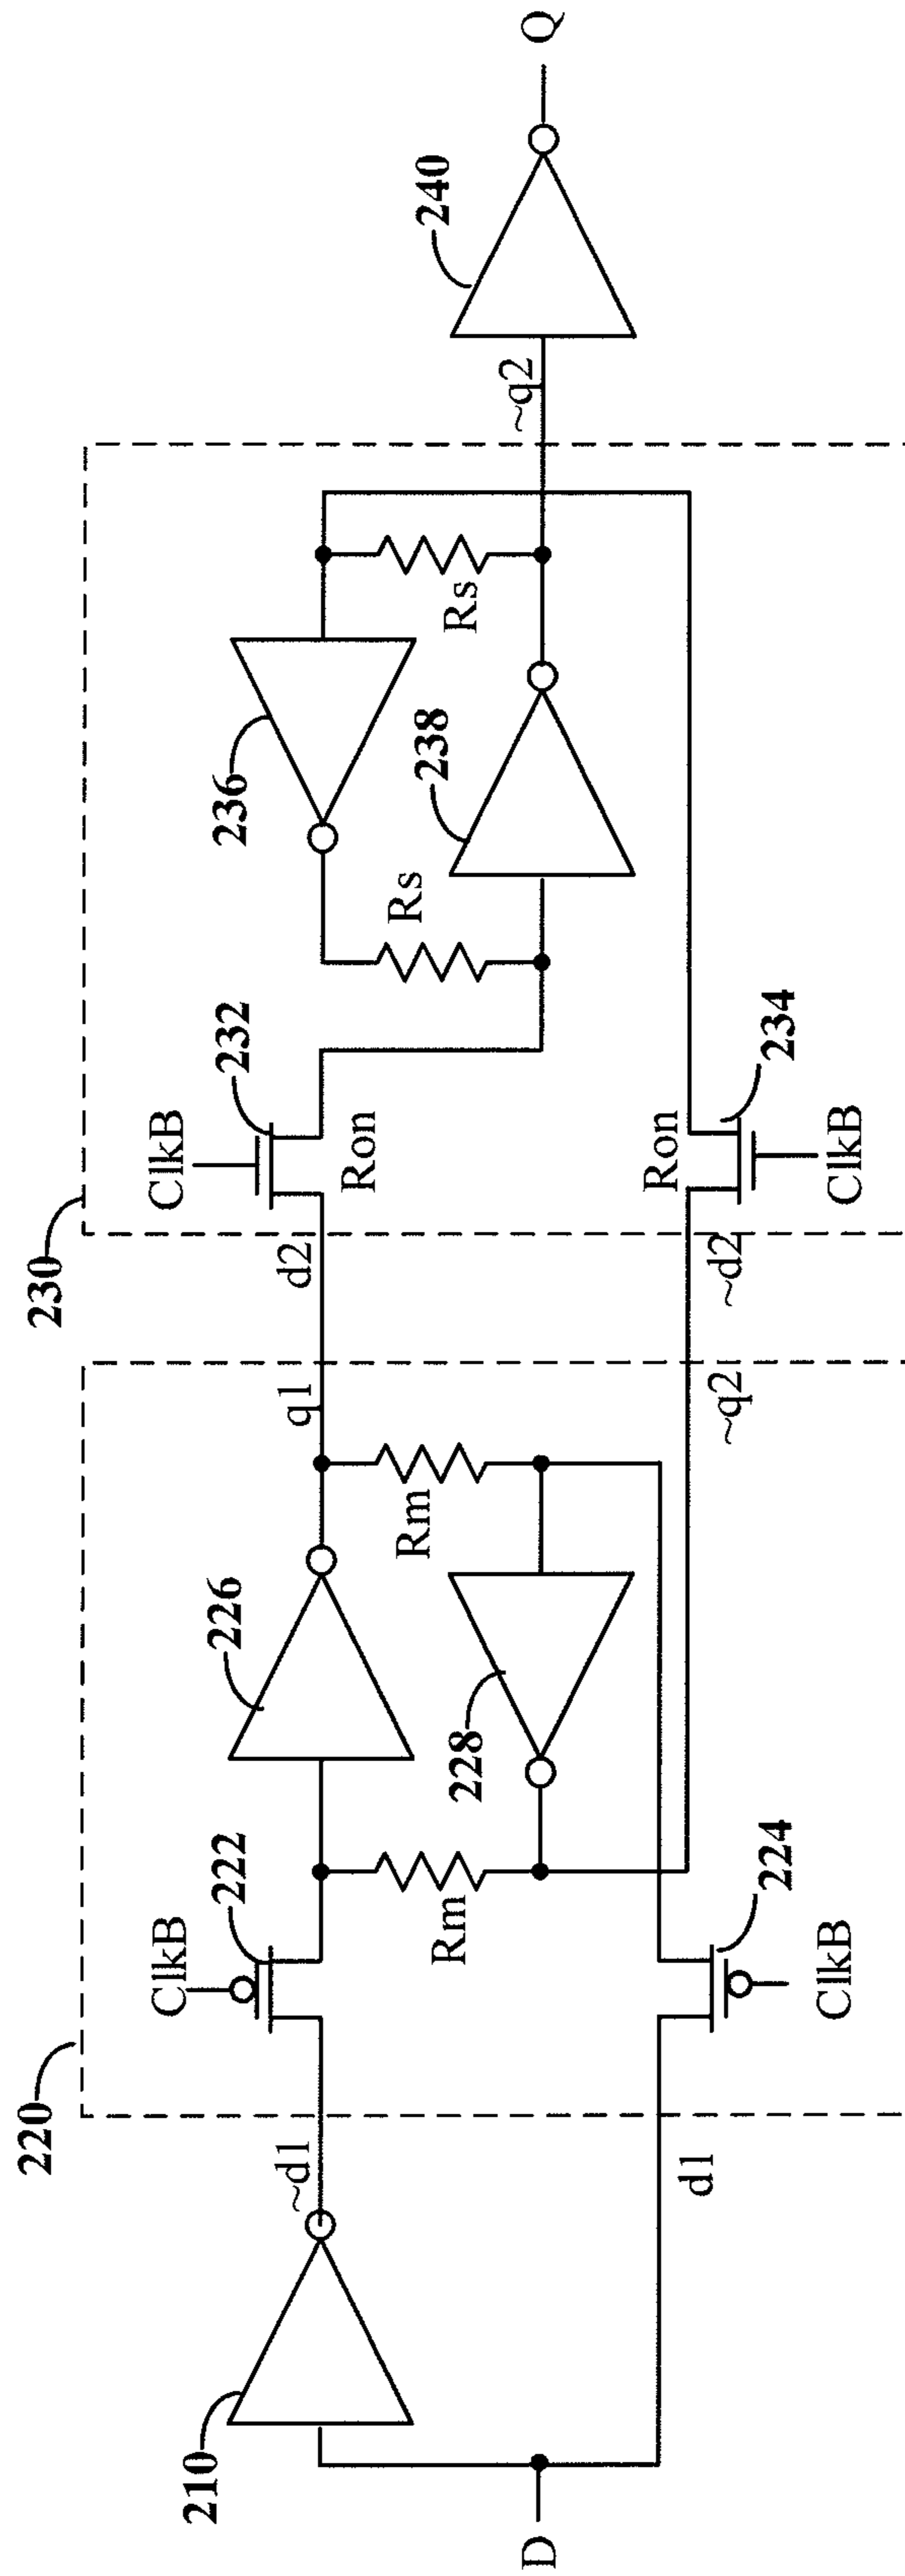 220
230
210
~d1
ClkB
222
226
q1
d2
ClkB
232
Ron
236
Rs
Rs
238
~q2
240
Q
D
d1
Rm
228
Rm
224
ClkB
~q2
~d2
Ron
234
ClkB